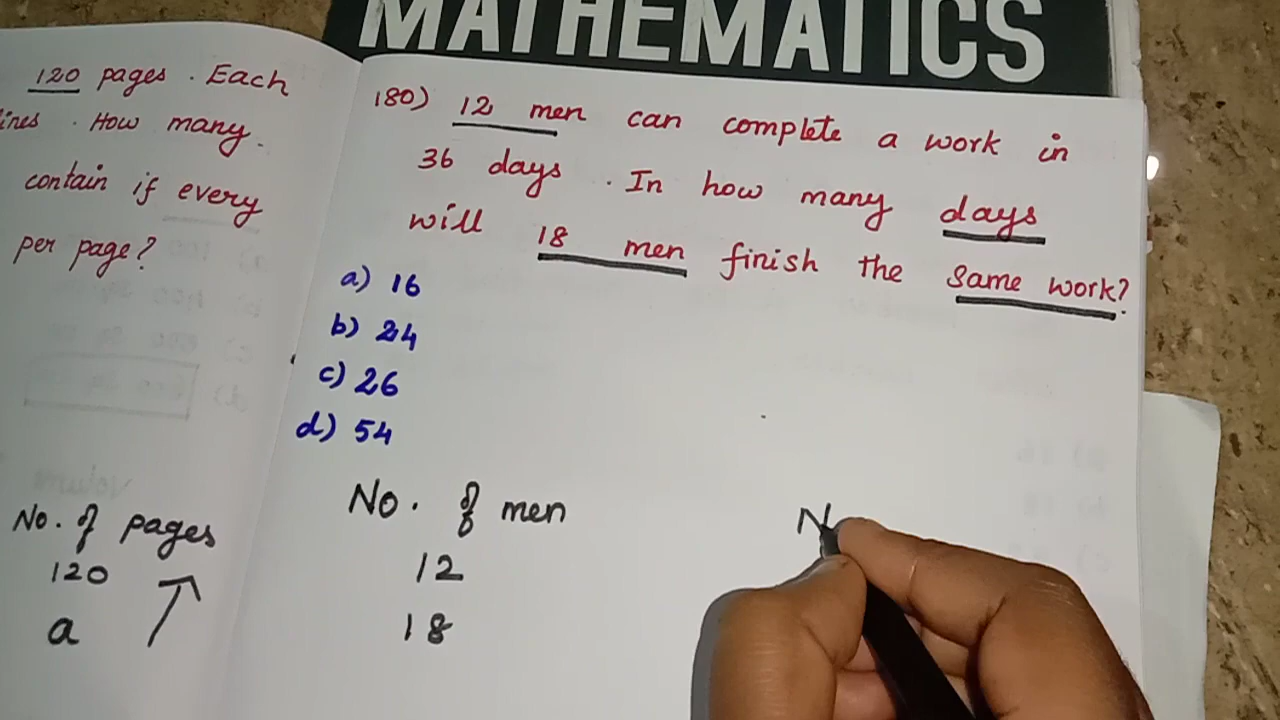 MATHEMATICS
120 pages. Each
lines. How many
contain if every
per page?
No. of pages
120
a
180) 12 men can complete a work in
36 days. In how many days
will 18 men finish the same work?
a) 16
b) 24
c) 26
d) 54
No. of men
12
18
N